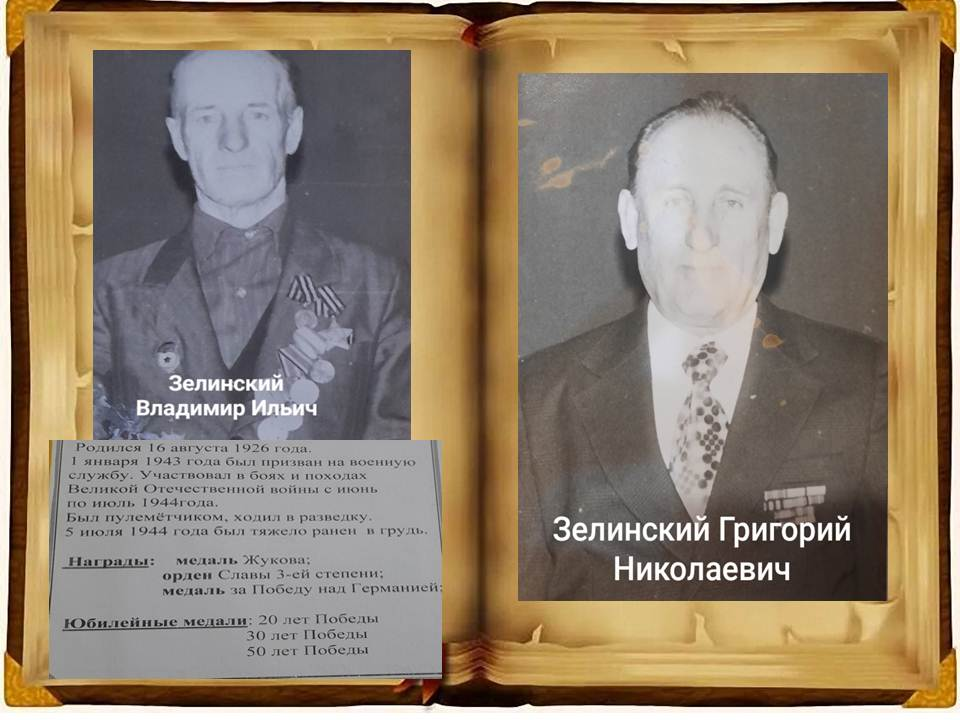 Зелинский
Владимир Ильич
Родился 16 августа 1926 года.
1 января 1943 года был призван на военную
службу. Участвовал в боях и походах
Великой Отечественной войны с июнь
по июль 1944года.
Был пулемётчиком, ходил в разведку.
5 июля 1944 года был тяжело ранен в грудь.
Награды: медаль Жукова;
орден Славы 3-ей степени;
медаль за Победу над Германией;
Юбилейные медали: 20 лет Победы
30 лет Победы
50 лет Победы
Зелинский Григорий
Николаевич